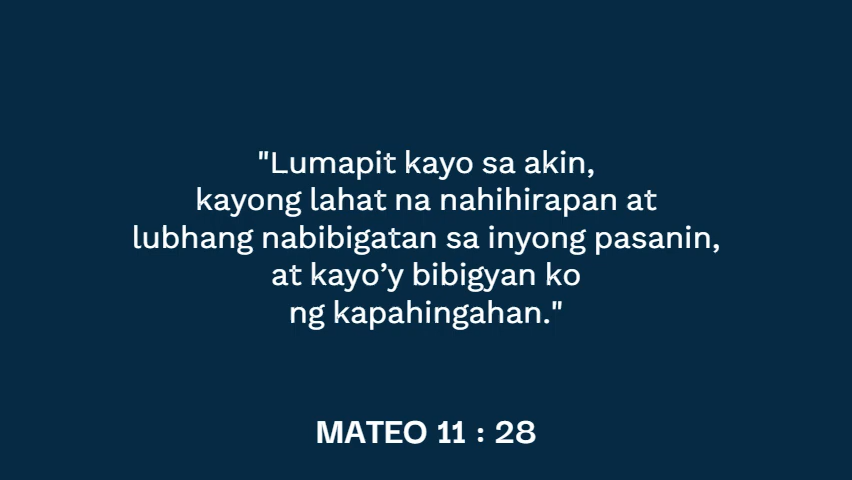 "Lumapit kayo sa akin,
kayong lahat na nahihirapan at
lubhang nabibigatan sa inyong pasanin,
at kayo’y bibigyan ko
ng kapahingahan."
MATEO 11 : 28